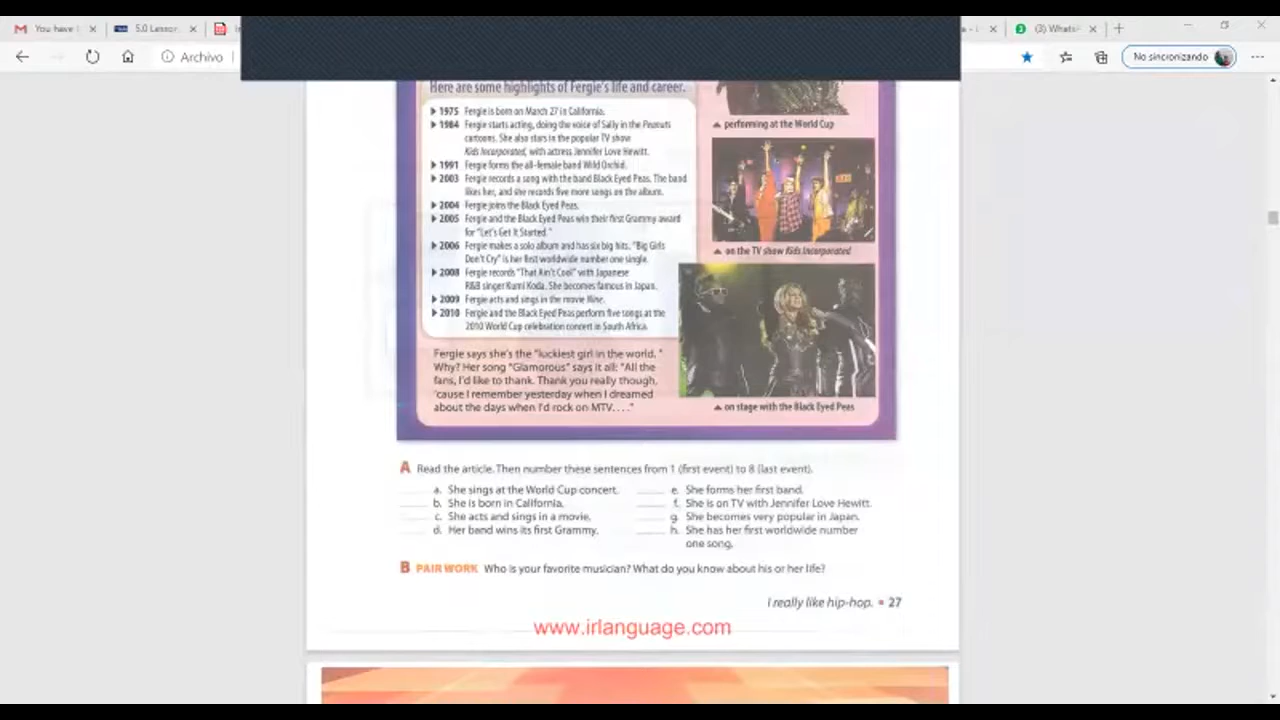 You have
5.0 Lessor
(3) WhatsA
Archivo
No sincronizando
Here are some highlights of Fergie's life and career.
▸ 1975 Fergie is born on March 27 in California.
▸ 1984 Fergie starts acting, doing the voice of Sally in the Peanuts
cartoons. She also stars in the popular TV show
Kids Incorporated, with actress Jennifer Love Hewitt.
▸ 1991 Fergie forms the all-female band Wild Orchid.
▸ 2003 Fergie records a song with the band Black Eyed Peas. The band
likes her, and she records five more songs on the album.
▸ 2004 Fergie joins the Black Eyed Peas.
▸ 2005 Fergie and the Black Eyed Peas win their first Grammy award
for "Let's Get It Started."
▸ 2006 Fergie makes a solo album and has six big hits. "Big Girls
Don't Cry" is her first worldwide number one single.
▸ 2008 Fergie records "That Ain't Cool" with Japanese
R&B singer Kumi Koda. She becomes famous in Japan.
▸ 2009 Fergie acts and sings in the movie Nine.
▸ 2010 Fergie and the Black Eyed Peas perform five songs at the
2010 World Cup celebration concert in South Africa.
Fergie says she's the "luckiest girl in the world."
Why? Her song "Glamorous" says it all: "All the
fans, I'd like to thank. Thank you really though,
'cause I remember yesterday when I dreamed
about the days when I'd rock on MTV. . . ."
▲ performing at the World Cup
▲ on the TV show Kids Incorporated
▲ on stage with the Black Eyed Peas
A Read the article. Then number these sentences from 1 (first event) to 8 (last event).
a. She sings at the World Cup concert.
b. She is born in California.
c. She acts and sings in a movie.
d. Her band wins its first Grammy.
e. She forms her first band.
f. She is on TV with Jennifer Love Hewitt.
g. She becomes very popular in Japan.
h. She has her first worldwide number
one song.
B PAIR WORK Who is your favorite musician? What do you know about his or her life?
I really like hip-hop. ▪ 27
www.irlanguage.com